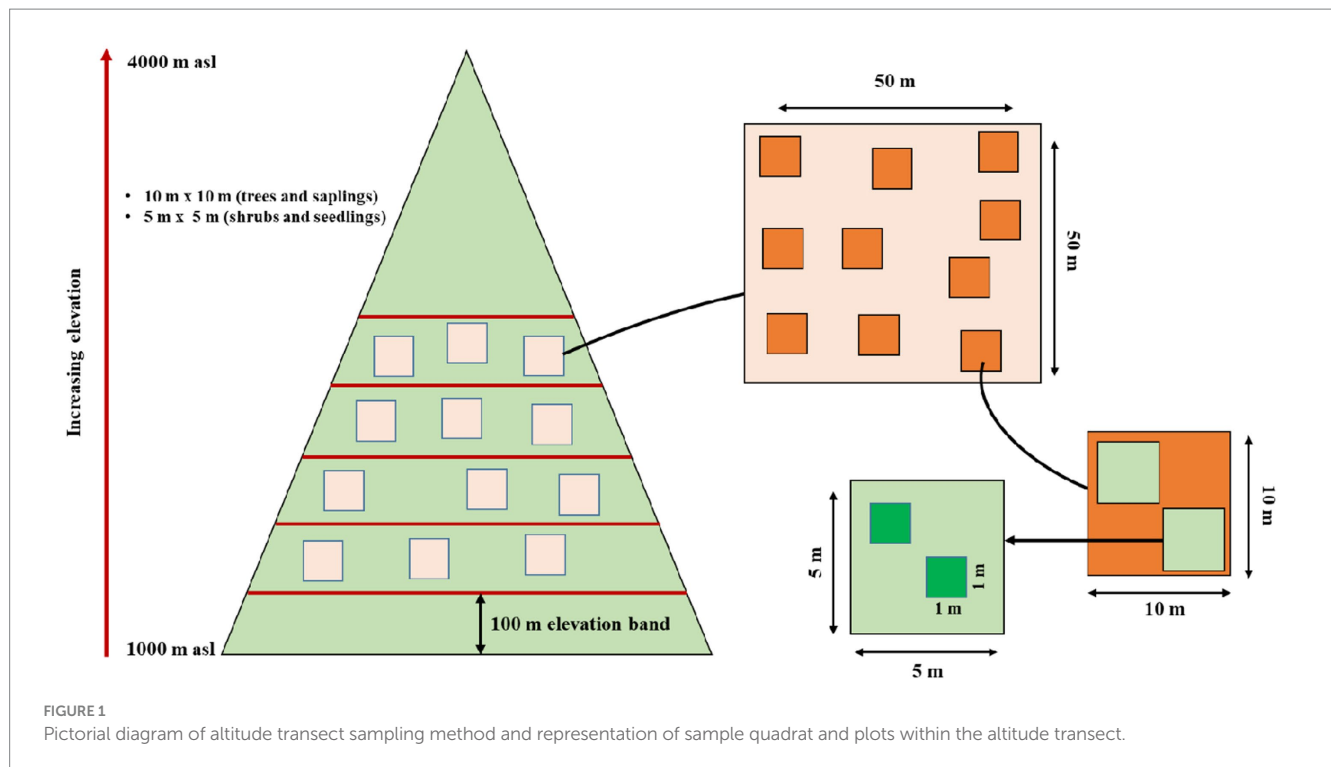 4000 m asl
Increasing elevation
• 10 m x 10 m (trees and saplings)
• 5 m x 5 m (shrubs and seedlings)
1000 m asl
100 m elevation band
50 m
50 m
10 m
10 m
5 m
5 m
1 m
1 m
FIGURE 1
Pictorial diagram of altitude transect sampling method and representation of sample quadrat and plots within the altitude transect.